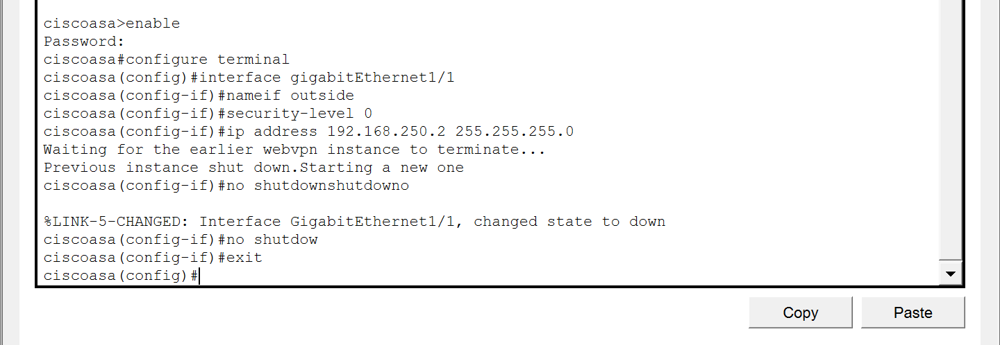 ciscoasa>enable
Password:
ciscoasa#configure terminal
ciscoasa(config)#interface gigabitEthernet1/1
ciscoasa(config-if)#nameif outside
ciscoasa(config-if)#security-level 0
ciscoasa(config-if)#ip address 192.168.250.2 255.255.255.0
Waiting for the earlier webvpn instance to terminate...
Previous instance shut down.Starting a new one
ciscoasa(config-if)#no shutdownshutdowno
%LINK-5-CHANGED: Interface GigabitEthernet1/1, changed state to down
ciscoasa(config-if)#no shutdow
ciscoasa(config-if)#exit
ciscoasa(config)#
Copy Paste